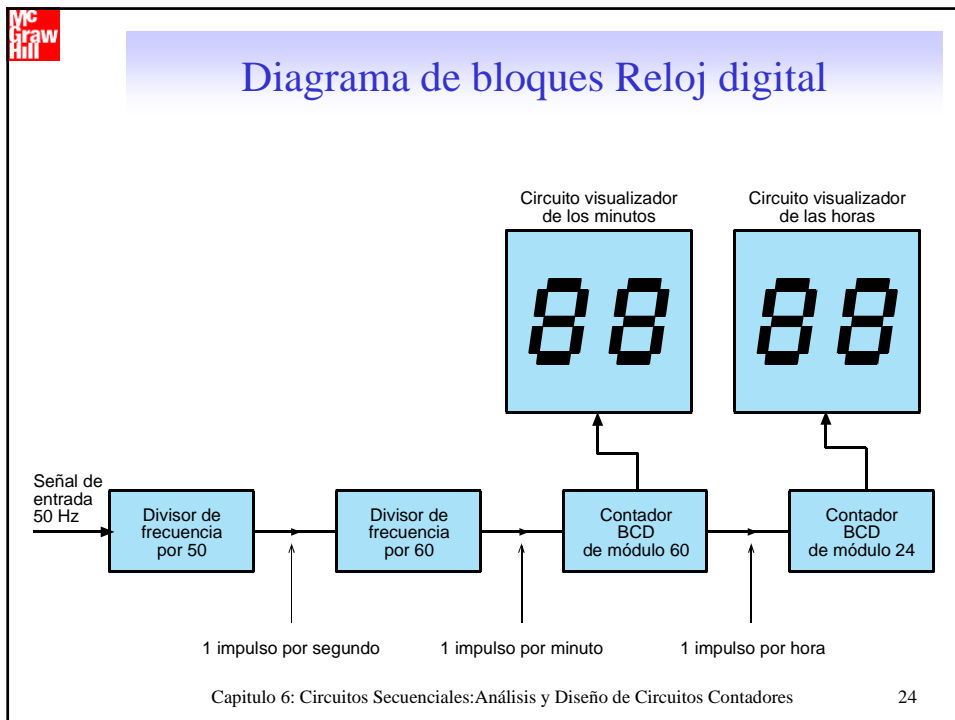 Mc
Graw
Hill
Diagrama de bloques Reloj digital
Circuito visualizador
de los minutos
Circuito visualizador
de las horas
88
88
Señal de
entrada
50 Hz
Divisor de
frecuencia
por 50
Divisor de
frecuencia
por 60
Contador
BCD
de módulo 60
Contador
BCD
de módulo 24
1 impulso por segundo
1 impulso por minuto
1 impulso por hora
Capitulo 6: Circuitos Secuenciales:Análisis y Diseño de Circuitos Contadores
24